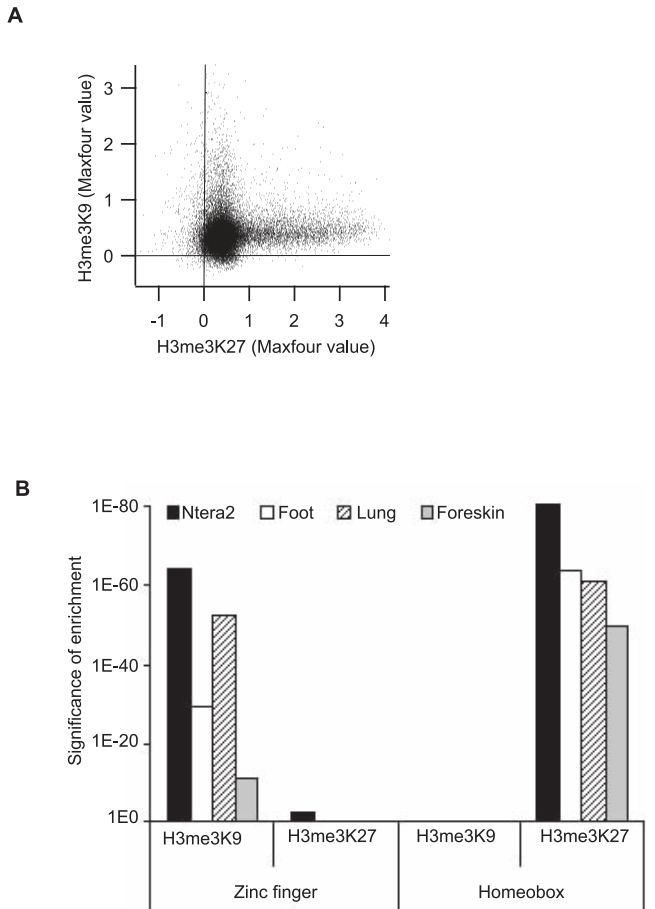 A
H3me3K9 (Maxfour value)
3
2
1
0
-1 0 1 2 3 4
H3me3K27 (Maxfour value)
B
Ntera2 Foot Lung Foreskin
Significance of enrichment
1E-80
1E-60
1E-40
1E-20
1E0
H3me3K9 H3me3K27 H3me3K9 H3me3K27
Zinc finger Homeobox